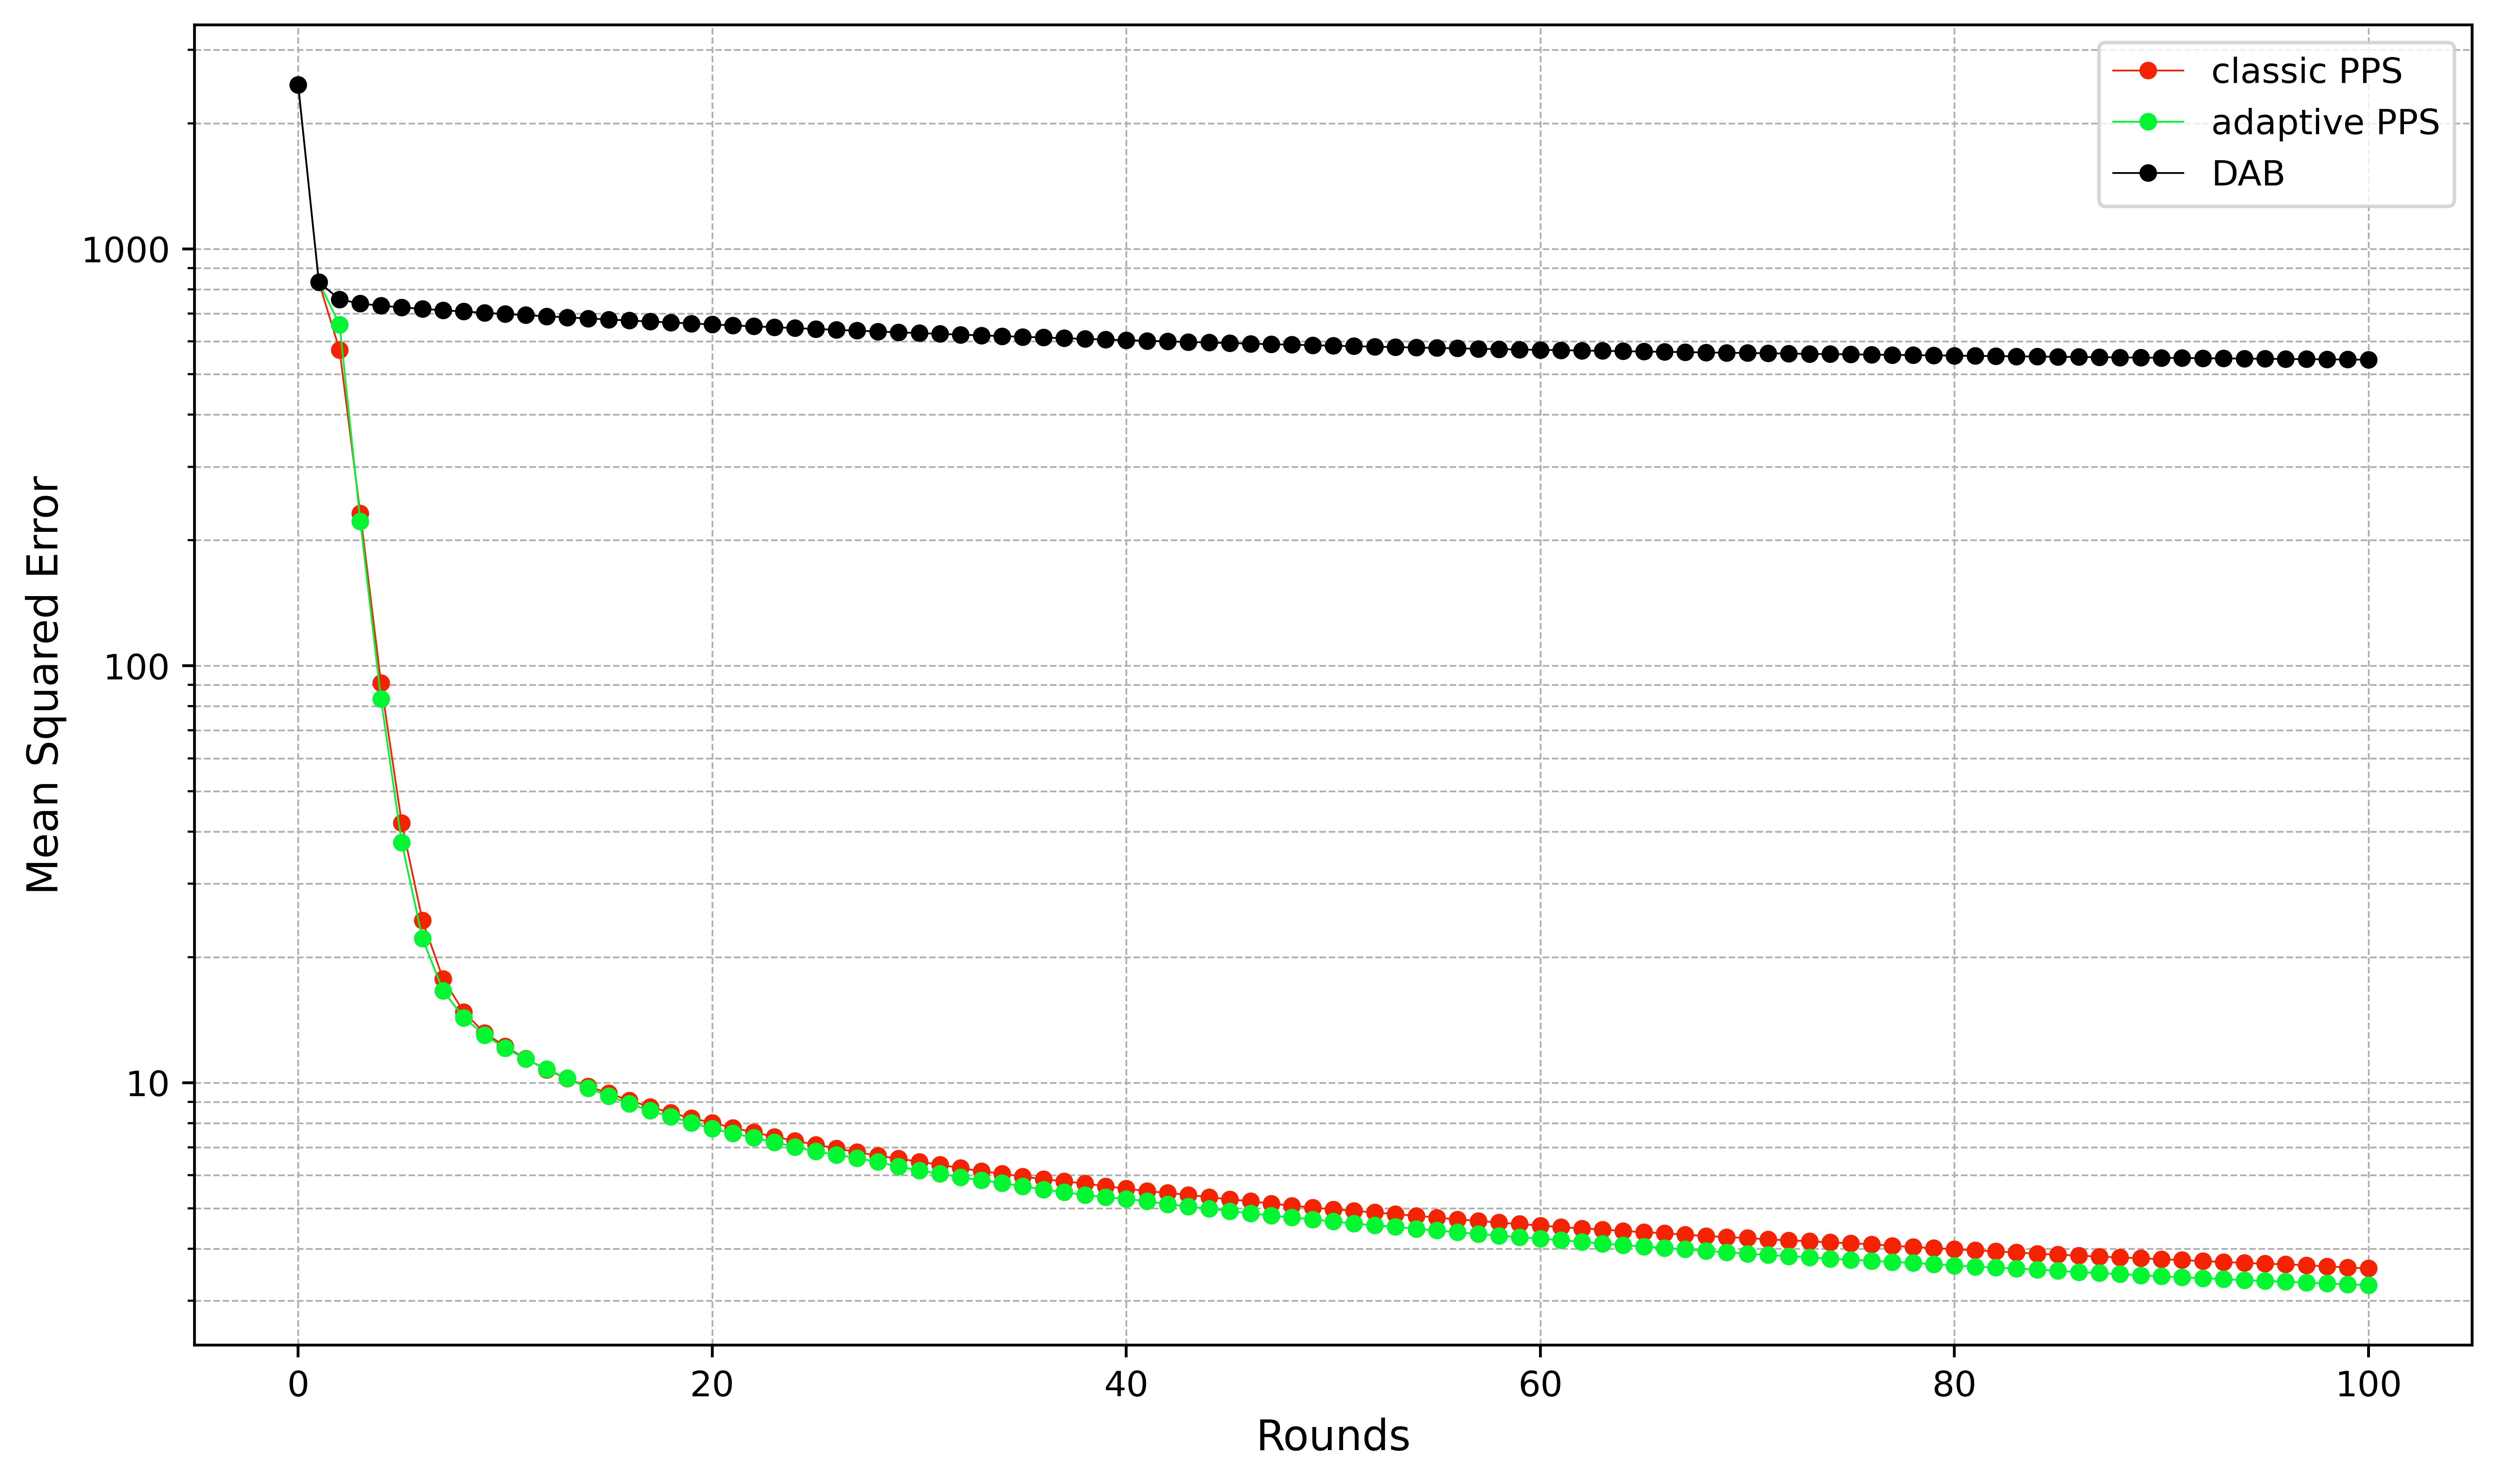 classic PPS
adaptive PPS
DAB
1000
100
10
Mean Squared Error
0 20 40 60 80 100
Rounds